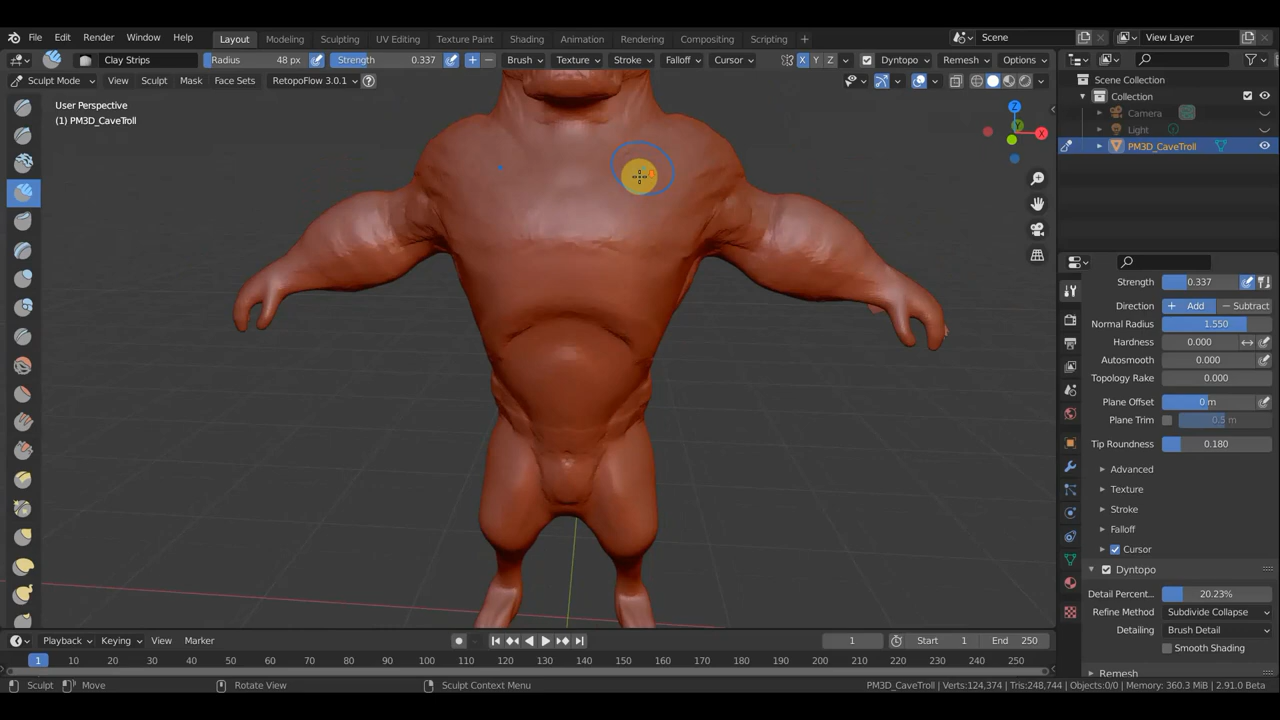 File Edit Render Window Help Layout Modeling Sculpting UV Editing Texture Paint Shading Animation Rendering Compositing Scripting + Scene View Layer
Clay Strips Radius 48 px Strength 0.337 + − Brush Texture Stroke Falloff Cursor X Y Z Dyntopo Remesh Options
Sculpt Mode View Sculpt Mask Face Sets RetopoFlow 3.0.1 ?
Scene Collection
Collection
Camera
Light
PM3D_CaveTroll
User Perspective
(1) PM3D_CaveTroll
Z
Y
X
Strength 0.337
Direction + Add − Subtract
Normal Radius 1.550
Hardness 0.000
Autosmooth 0.000
Topology Rake 0.000
Plane Offset 0 m
Plane Trim 0.5 m
Tip Roundness 0.180
Advanced
Texture
Stroke
Falloff
Cursor
Dyntopo
Detail Percent... 20.23%
Refine Method Subdivide Collapse
Detailing Brush Detail
Smooth Shading
Remesh
Playback Keying View Marker 1 Start 1 End 250
1 10 20 30 40 50 60 70 80 90 100 110 120 130 140 150 160 170 180 190 200 210 220 230 240 250
Sculpt Move Rotate View Sculpt Context Menu PM3D_CaveTroll | Verts:124,374 | Tris:248,744 | Objects:0/0 | Memory: 360.3 MiB | 2.91.0 Beta